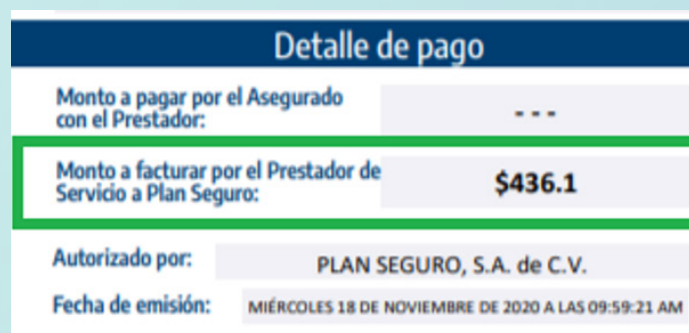 Detalle de pago
Monto a pagar por el Asegurado
con el Prestador:
- - -
Monto a facturar por el Prestador de
Servicio a Plan Seguro:
$436.1
Autorizado por:
PLAN SEGURO, S.A. de C.V.
Fecha de emisión:
MIÉRCOLES 18 DE NOVIEMBRE DE 2020 A LAS 09:59:21 AM